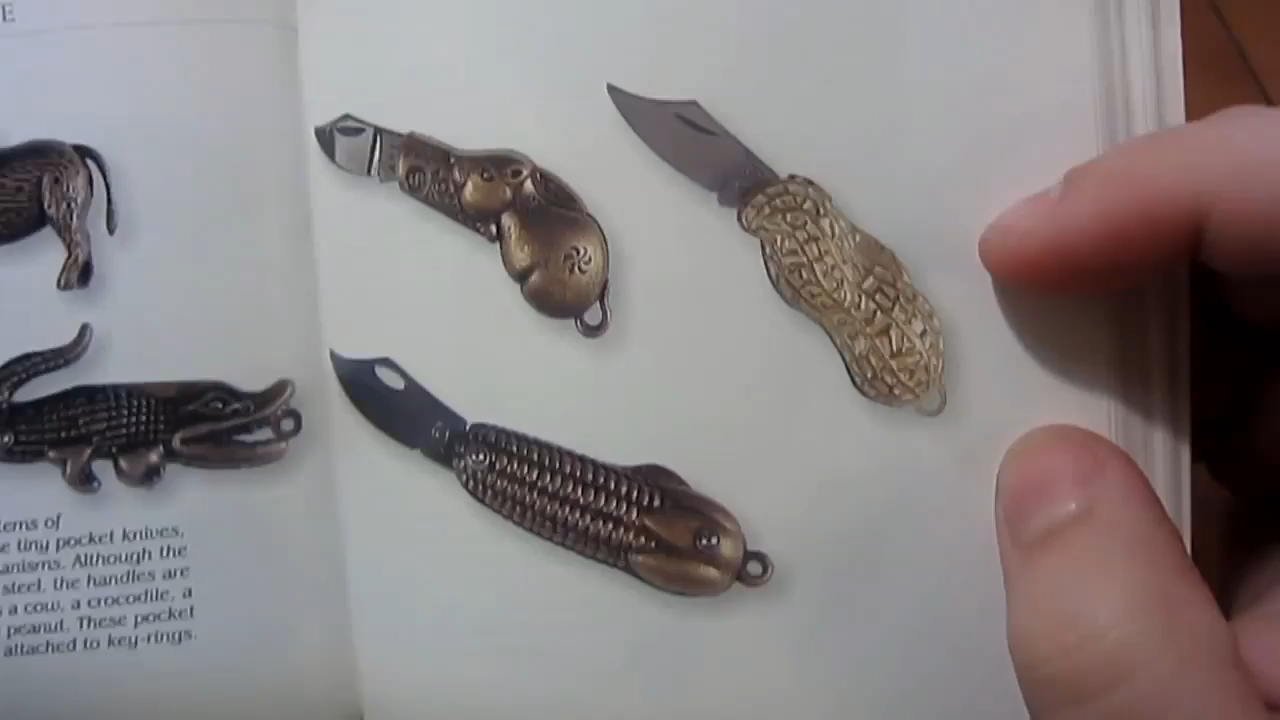 E
tems of
e tiny pocket knives,
anisms. Although the
steel, the handles are
s a cow, a crocodile, a
peanut. These pocket
attached to key-rings.